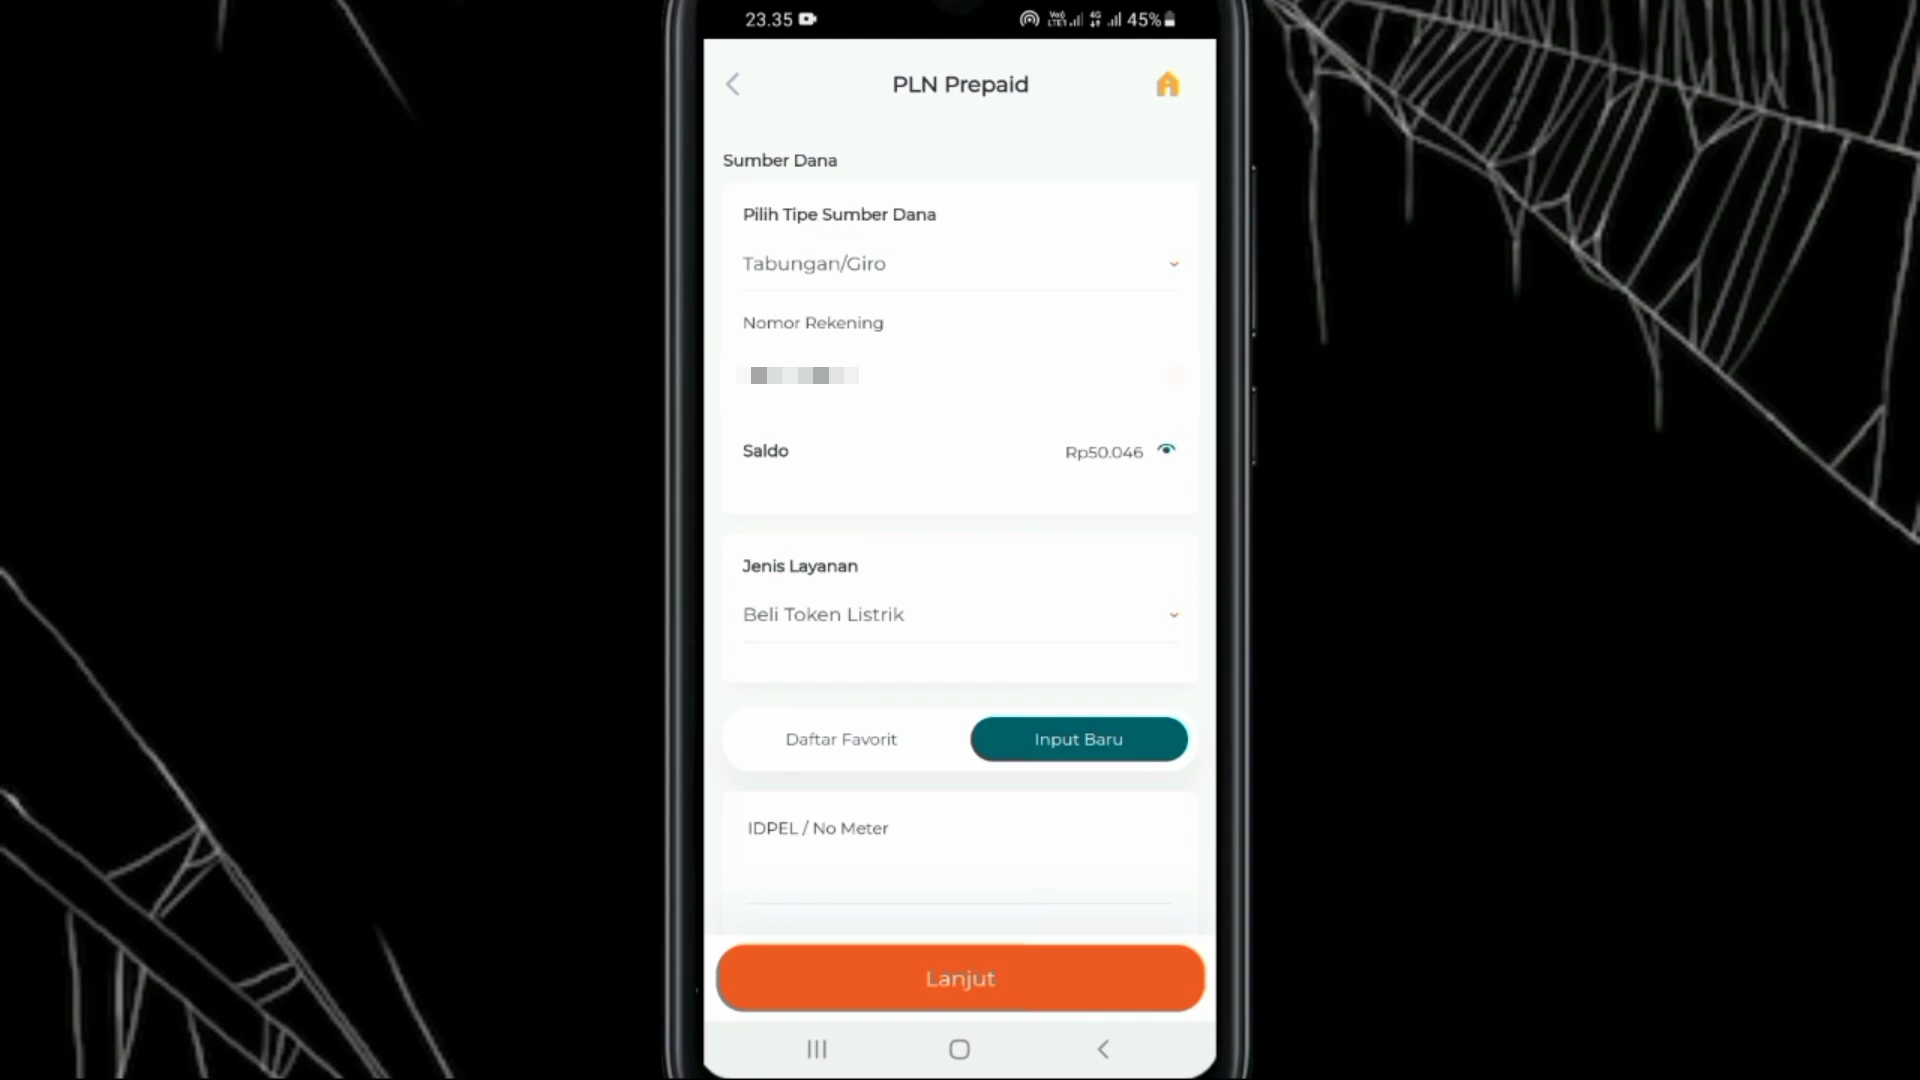 23.35 45%
PLN Prepaid
Sumber Dana
Pilih Tipe Sumber Dana
Tabungan/Giro
Nomor Rekening
Saldo Rp50.046
Jenis Layanan
Beli Token Listrik
Daftar Favorit Input Baru
IDPEL / No Meter
Lanjut